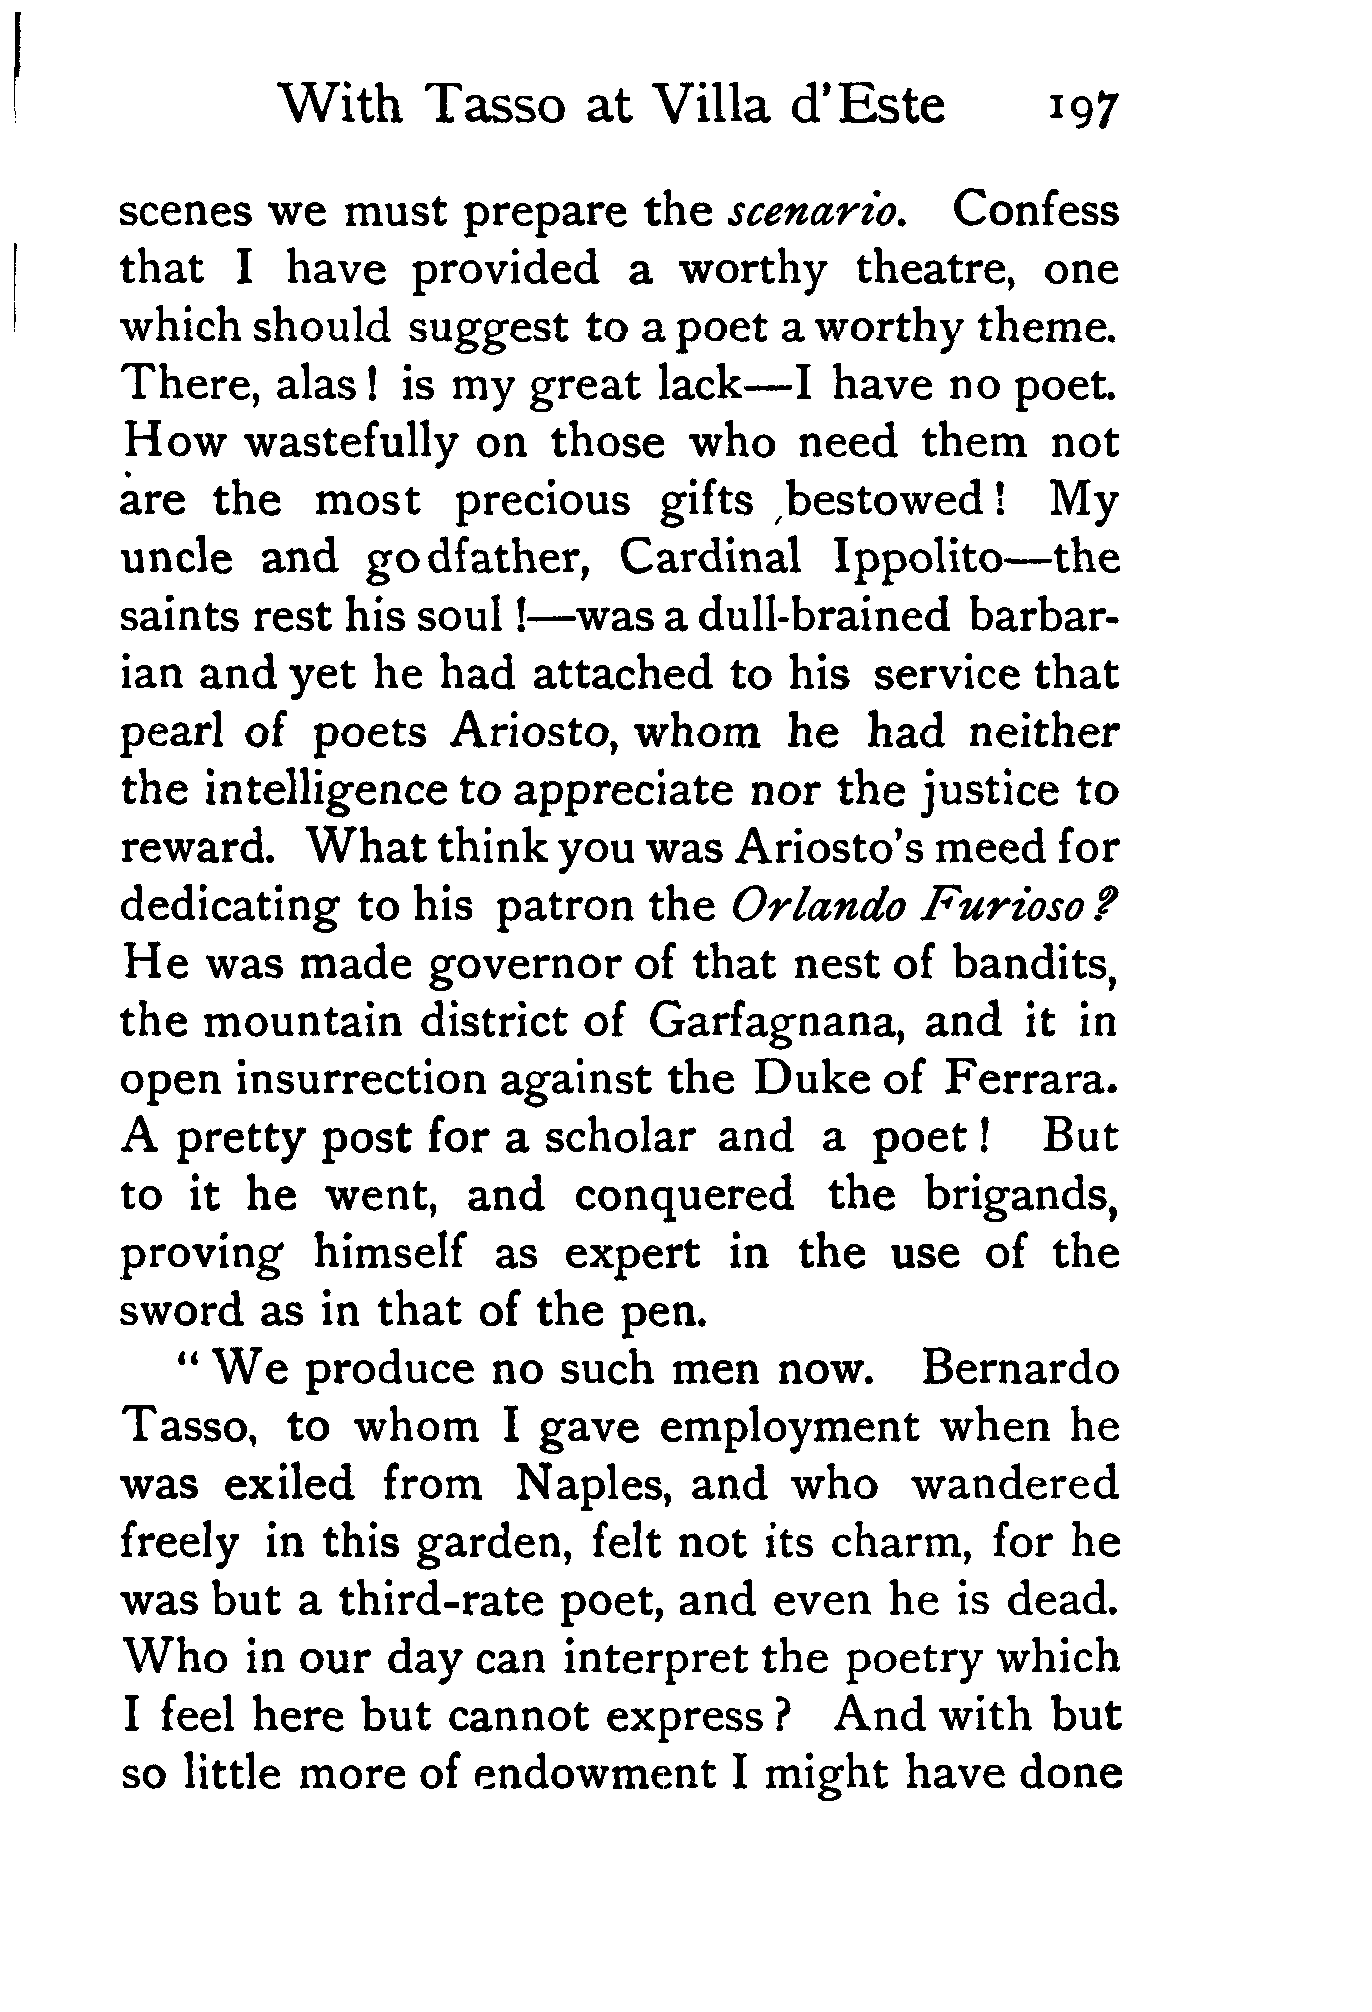 With Tasso at Villa d'Este 197
scenes we must prepare the scenario. Confess
that I have provided a worthy theatre, one
which should suggest to a poet a worthy theme.
There, alas! is my great lack—I have no poet.
How wastefully on those who need them not
are the most precious gifts bestowed! My
uncle and godfather, Cardinal Ippolito—the
saints rest his soul!—was a dull-brained barbar-
ian and yet he had attached to his service that
pearl of poets Ariosto, whom he had neither
the intelligence to appreciate nor the justice to
reward. What think you was Ariosto's meed for
dedicating to his patron the Orlando Furioso?
He was made governor of that nest of bandits,
the mountain district of Garfagnana, and it in
open insurrection against the Duke of Ferrara.
A pretty post for a scholar and a poet! But
to it he went, and conquered the brigands,
proving himself as expert in the use of the
sword as in that of the pen.
"We produce no such men now. Bernardo
Tasso, to whom I gave employment when he
was exiled from Naples, and who wandered
freely in this garden, felt not its charm, for he
was but a third-rate poet, and even he is dead.
Who in our day can interpret the poetry which
I feel here but cannot express? And with but
so little more of endowment I might have done